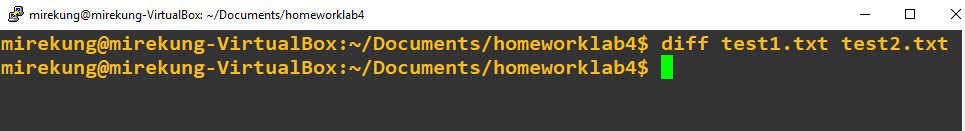 mirekung@mirekung-VirtualBox: ~/Documents/homeworklab4
mirekung@mirekung-VirtualBox:~/Documents/homeworklab4$ diff test1.txt test2.txt
mirekung@mirekung-VirtualBox:~/Documents/homeworklab4$